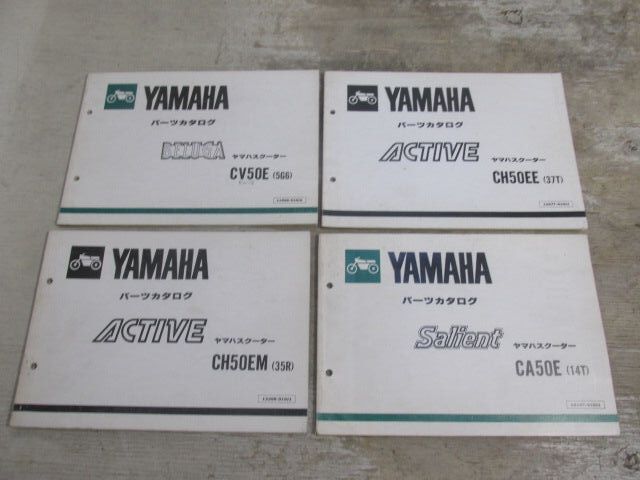 YAMAHA
パーツカタログ
BELUGA ヤマハスクーター
CV50E (5G6)
YAMAHA
パーツカタログ
ACTIVE ヤマハスクーター
CH50EE (37T)
YAMAHA
パーツカタログ
ACTIVE ヤマハスクーター
CH50EM (35R)
YAMAHA
パーツカタログ
Salient ヤマハスクーター
CA50E (14T)